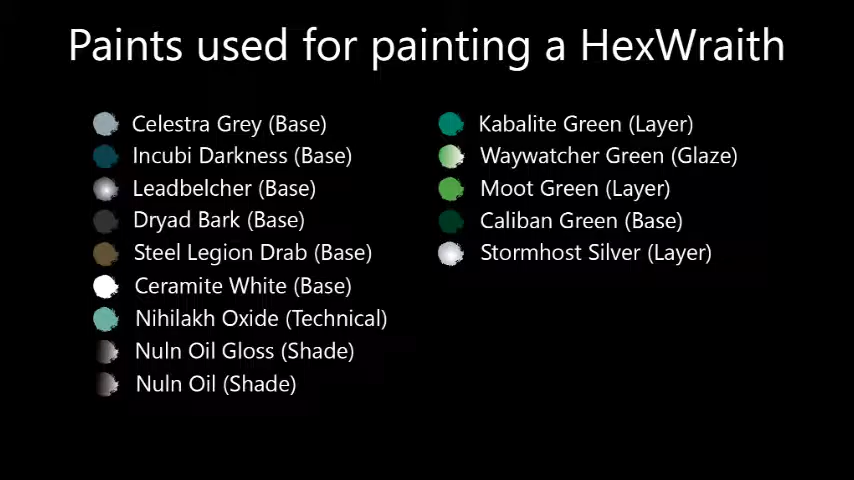 Paints used for painting a HexWraith
Celestra Grey (Base)
Incubi Darkness (Base)
Leadbelcher (Base)
Dryad Bark (Base)
Steel Legion Drab (Base)
Ceramite White (Base)
Nihilakh Oxide (Technical)
Nuln Oil Gloss (Shade)
Nuln Oil (Shade)
Kabalite Green (Layer)
Waywatcher Green (Glaze)
Moot Green (Layer)
Caliban Green (Base)
Stormhost Silver (Layer)